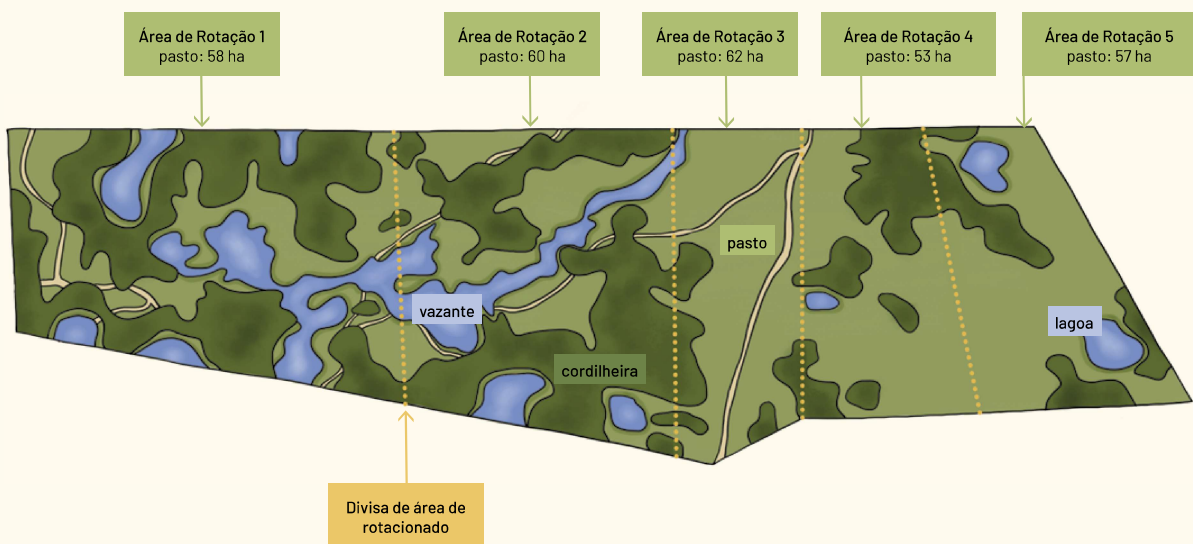 Área de Rotação 1
pasto: 58 ha
Área de Rotação 2
pasto: 60 ha
Área de Rotação 3
pasto: 62 ha
Área de Rotação 4
pasto: 53 ha
Área de Rotação 5
pasto: 57 ha
pasto
vazante
lagoa
cordilheira
Divisa de área de
rotacionado